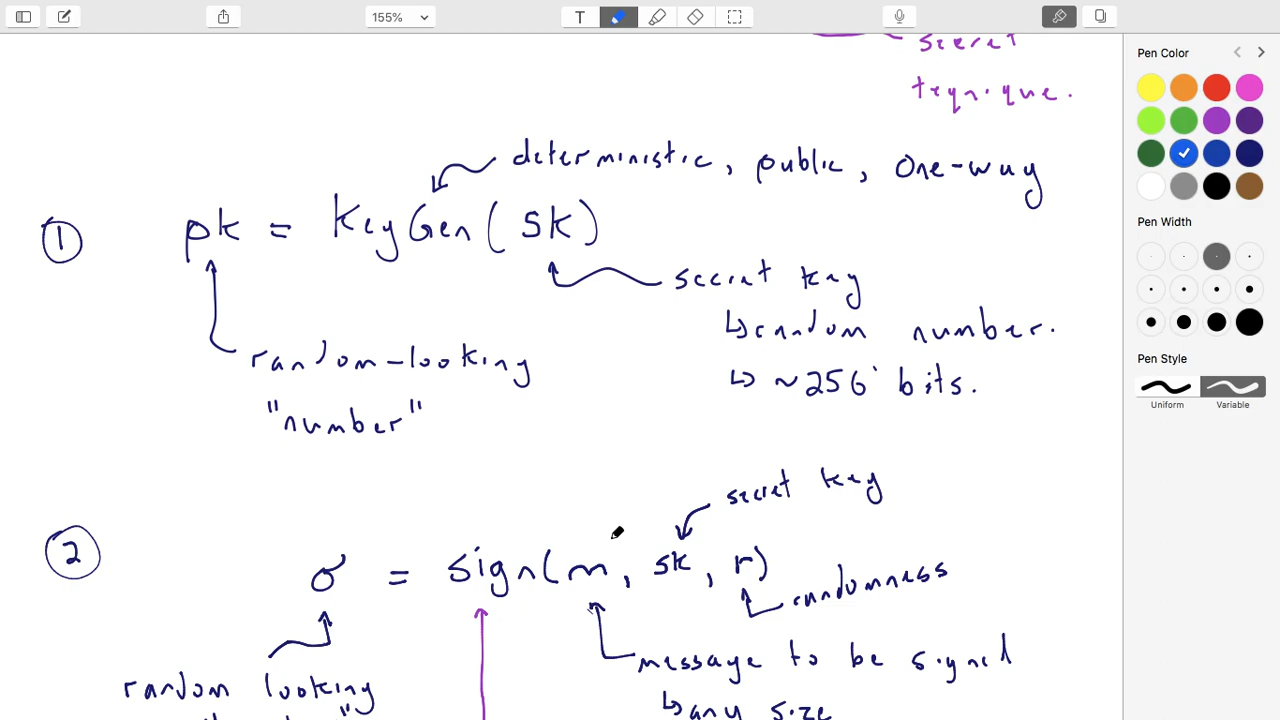 155%
T
Pen Color
secret
teqnique.
deterministic, public, one-way
① pk = KeyGen(SK)
secret key
↳random number.
↳ ~256 bits.
random-looking
"number"
Pen Width
Pen Style
Uniform Variable
secret key
② σ = sign(m, sk, r)
randomness
message to be signed
↳any size
random looking